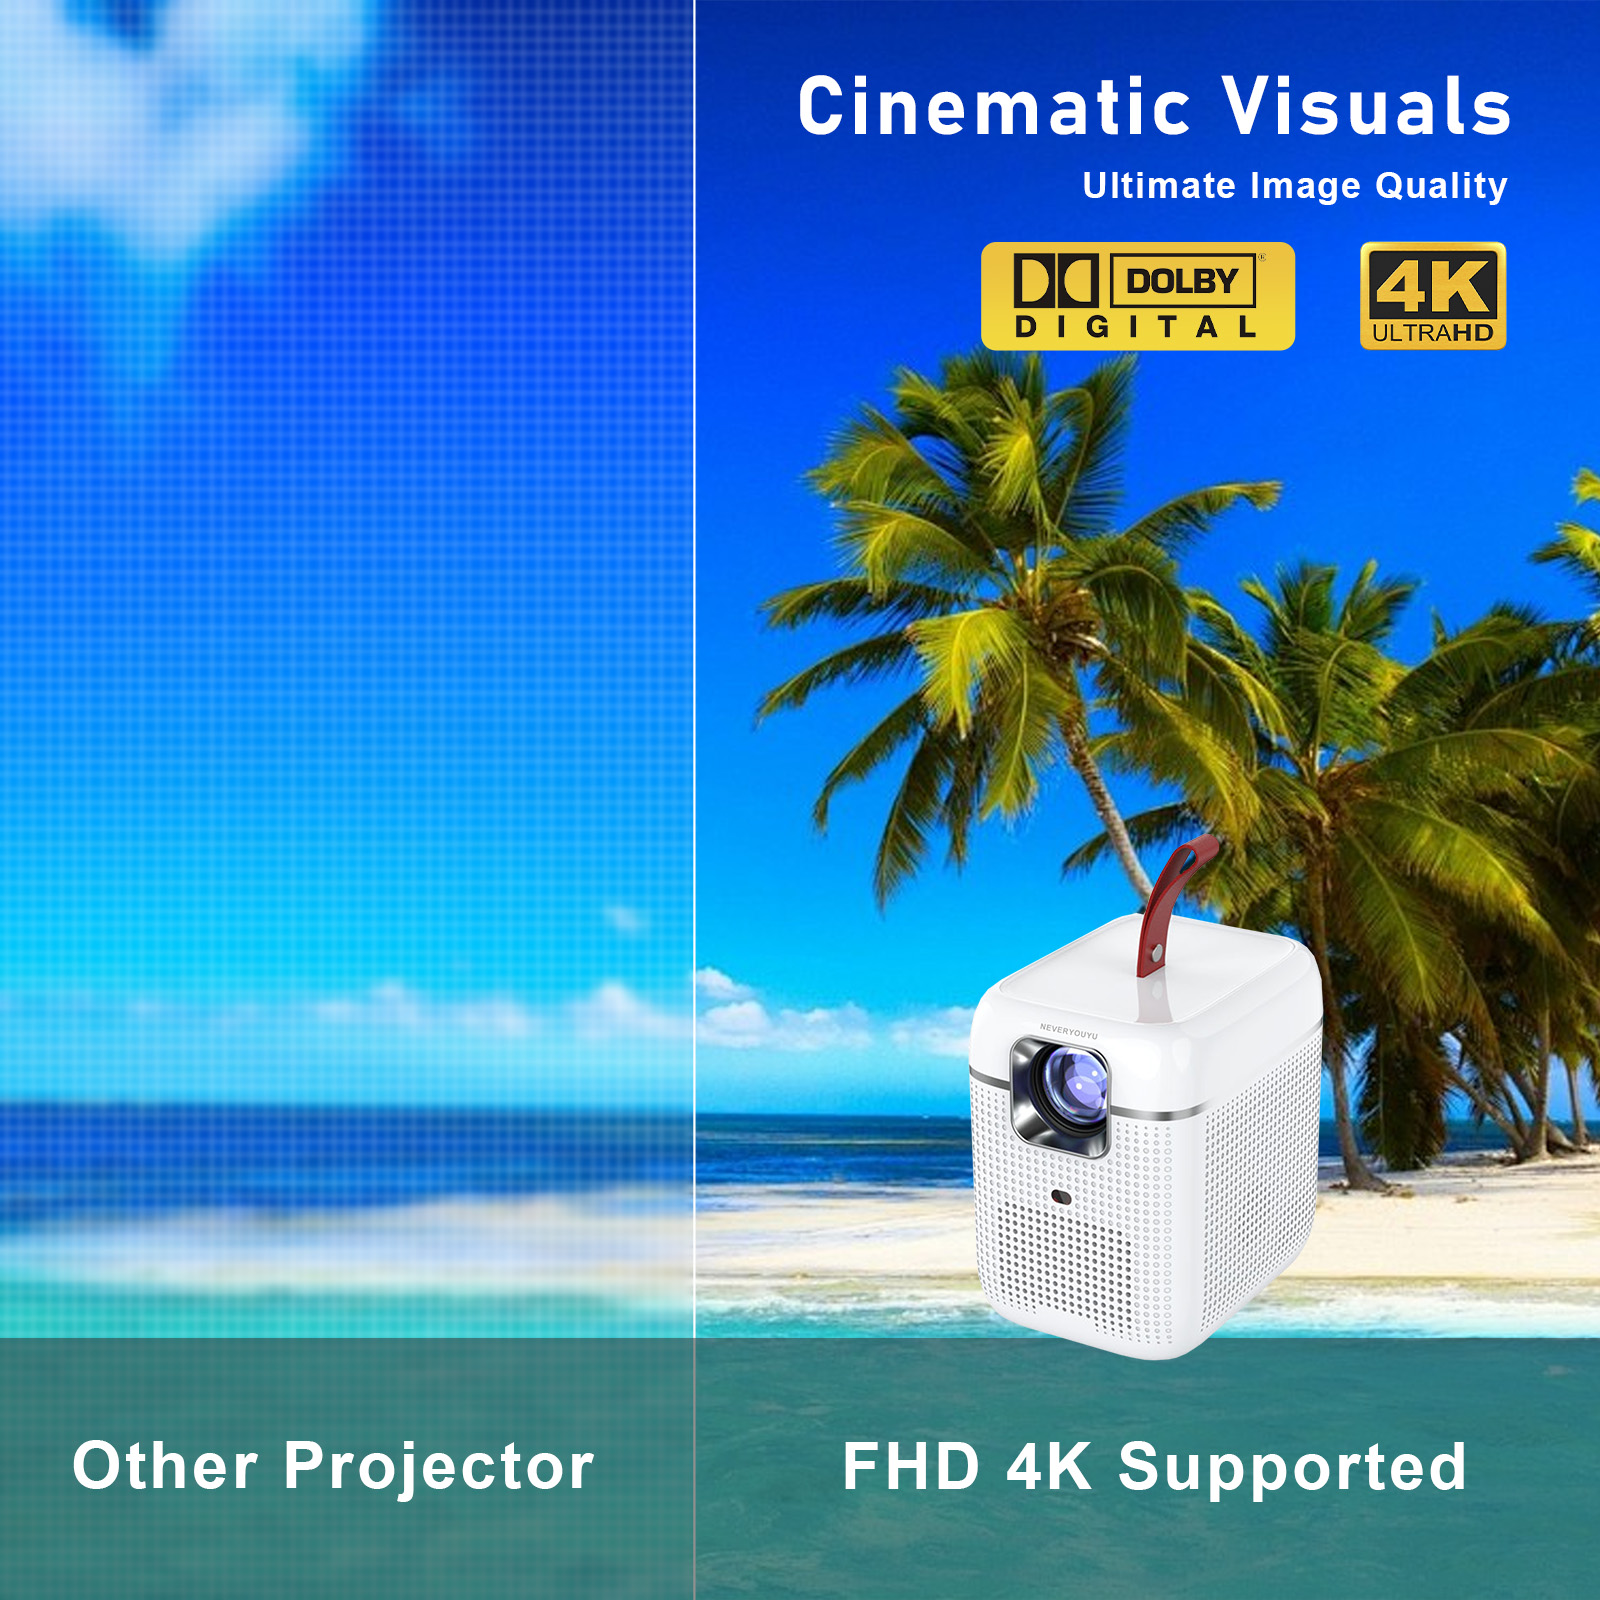 Cinematic Visuals
Ultimate Image Quality
DOLBY®
DIGITAL
4K
ULTRAHD
NEVERYOUYU
Other Projector
FHD 4K Supported